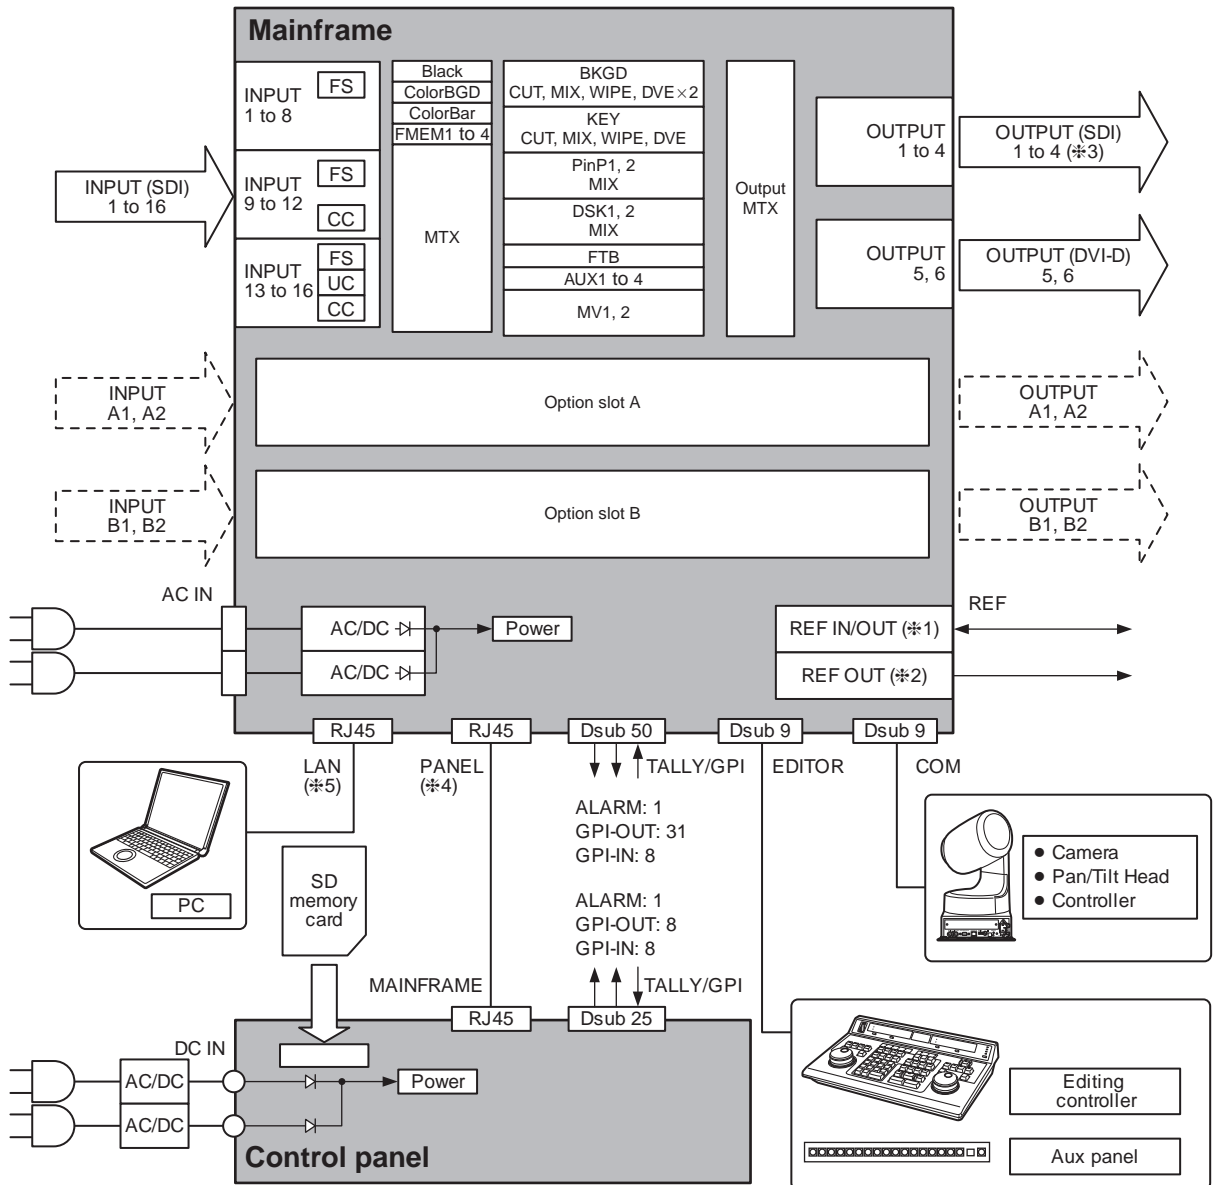 Mainframe
INPUT
1 to 8
FS
INPUT
9 to 12
FS
CC
INPUT
13 to 16
FS
UC
CC
Black
ColorBGD
ColorBar
FMEM1 to 4
MTX
BKGD
CUT, MIX, WIPE, DVE×2
KEY
CUT, MIX, WIPE, DVE
PinP1, 2
MIX
DSK1, 2
MIX
FTB
AUX1 to 4
MV1, 2
Output
MTX
OUTPUT
1 to 4
OUTPUT
5, 6
INPUT (SDI)
1 to 16
OUTPUT (SDI)
1 to 4 (※3)
OUTPUT (DVI-D)
5, 6
INPUT
A1, A2
Option slot A
OUTPUT
A1, A2
INPUT
B1, B2
Option slot B
OUTPUT
B1, B2
AC IN
AC/DC
AC/DC
Power
REF IN/OUT (※1)
REF OUT (※2)
REF
RJ45
RJ45
Dsub 50
Dsub 9
Dsub 9
LAN
(※5)
PANEL
(※4)
TALLY/GPI
EDITOR
COM
PC
SD
memory
card
ALARM: 1
GPI-OUT: 31
GPI-IN: 8
ALARM: 1
GPI-OUT: 8
GPI-IN: 8
● Camera
● Pan/Tilt Head
● Controller
MAINFRAME
TALLY/GPI
RJ45
Dsub 25
DC IN
AC/DC
AC/DC
Power
Control panel
Editing
controller
Aux panel